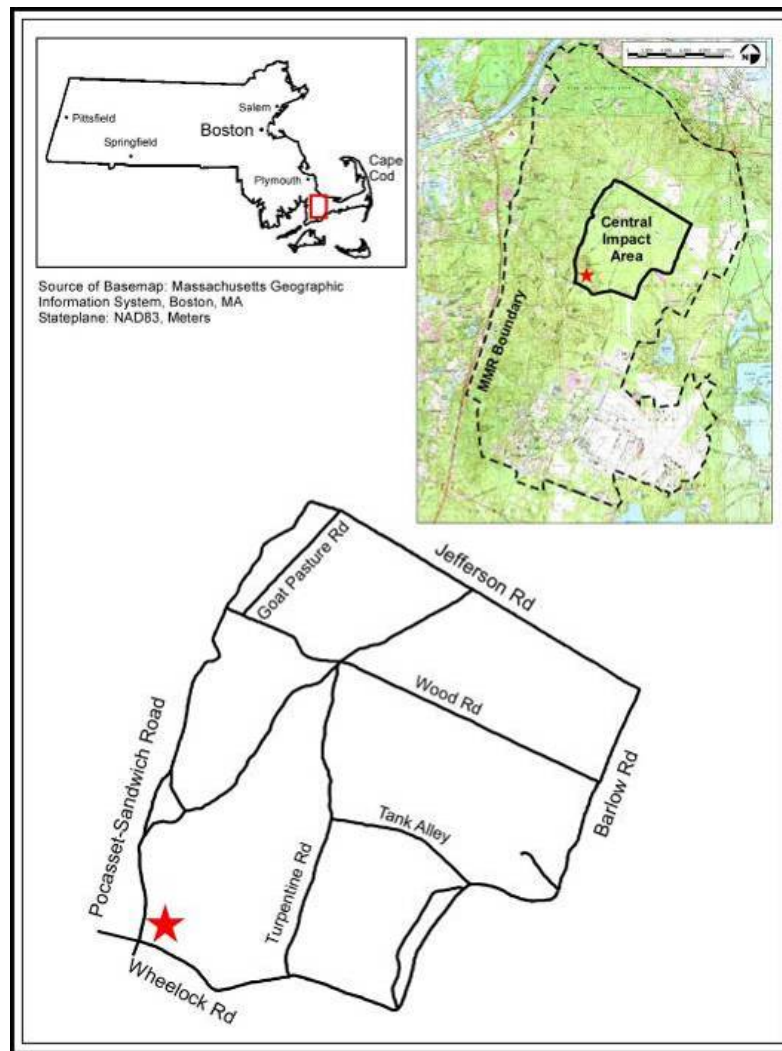 Pittsfield
Springfield
Salem
Boston
Plymouth
Cape
Cod
Source of Basemap: Massachusetts Geographic
Information System, Boston, MA
Stateplane: NAD83, Meters
N
Central
Impact
Area
MMR Boundary
Goat Pasture Rd
Jefferson Rd
Wood Rd
Barlow Rd
Pocasset-Sandwich Road
Tank Alley
Turpentine Rd
Wheelock Rd